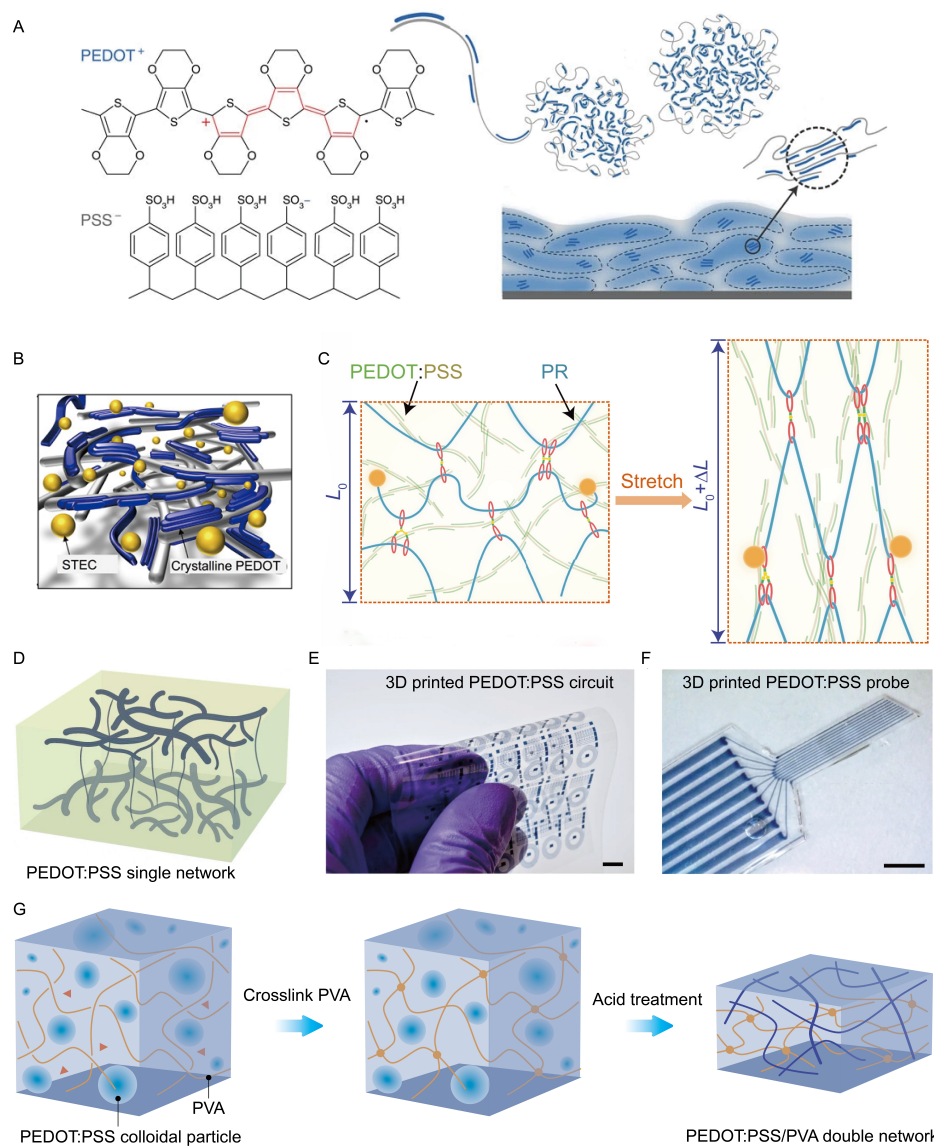 A
PEDOT+
O O O O O O
S S S
S S S
+ ·
O O O O O O
SO3H SO3H SO3H SO3– SO3H SO3H
PSS–
B
STEC
Crystalline PEDOT
C
PEDOT:PSS
PR
L0
Stretch
L0+ΔL
D
PEDOT:PSS single network
E
3D printed PEDOT:PSS circuit
F
3D printed PEDOT:PSS probe
G
Crosslink PVA
Acid treatment
PVA
PEDOT:PSS colloidal particle
PEDOT:PSS/PVA double network